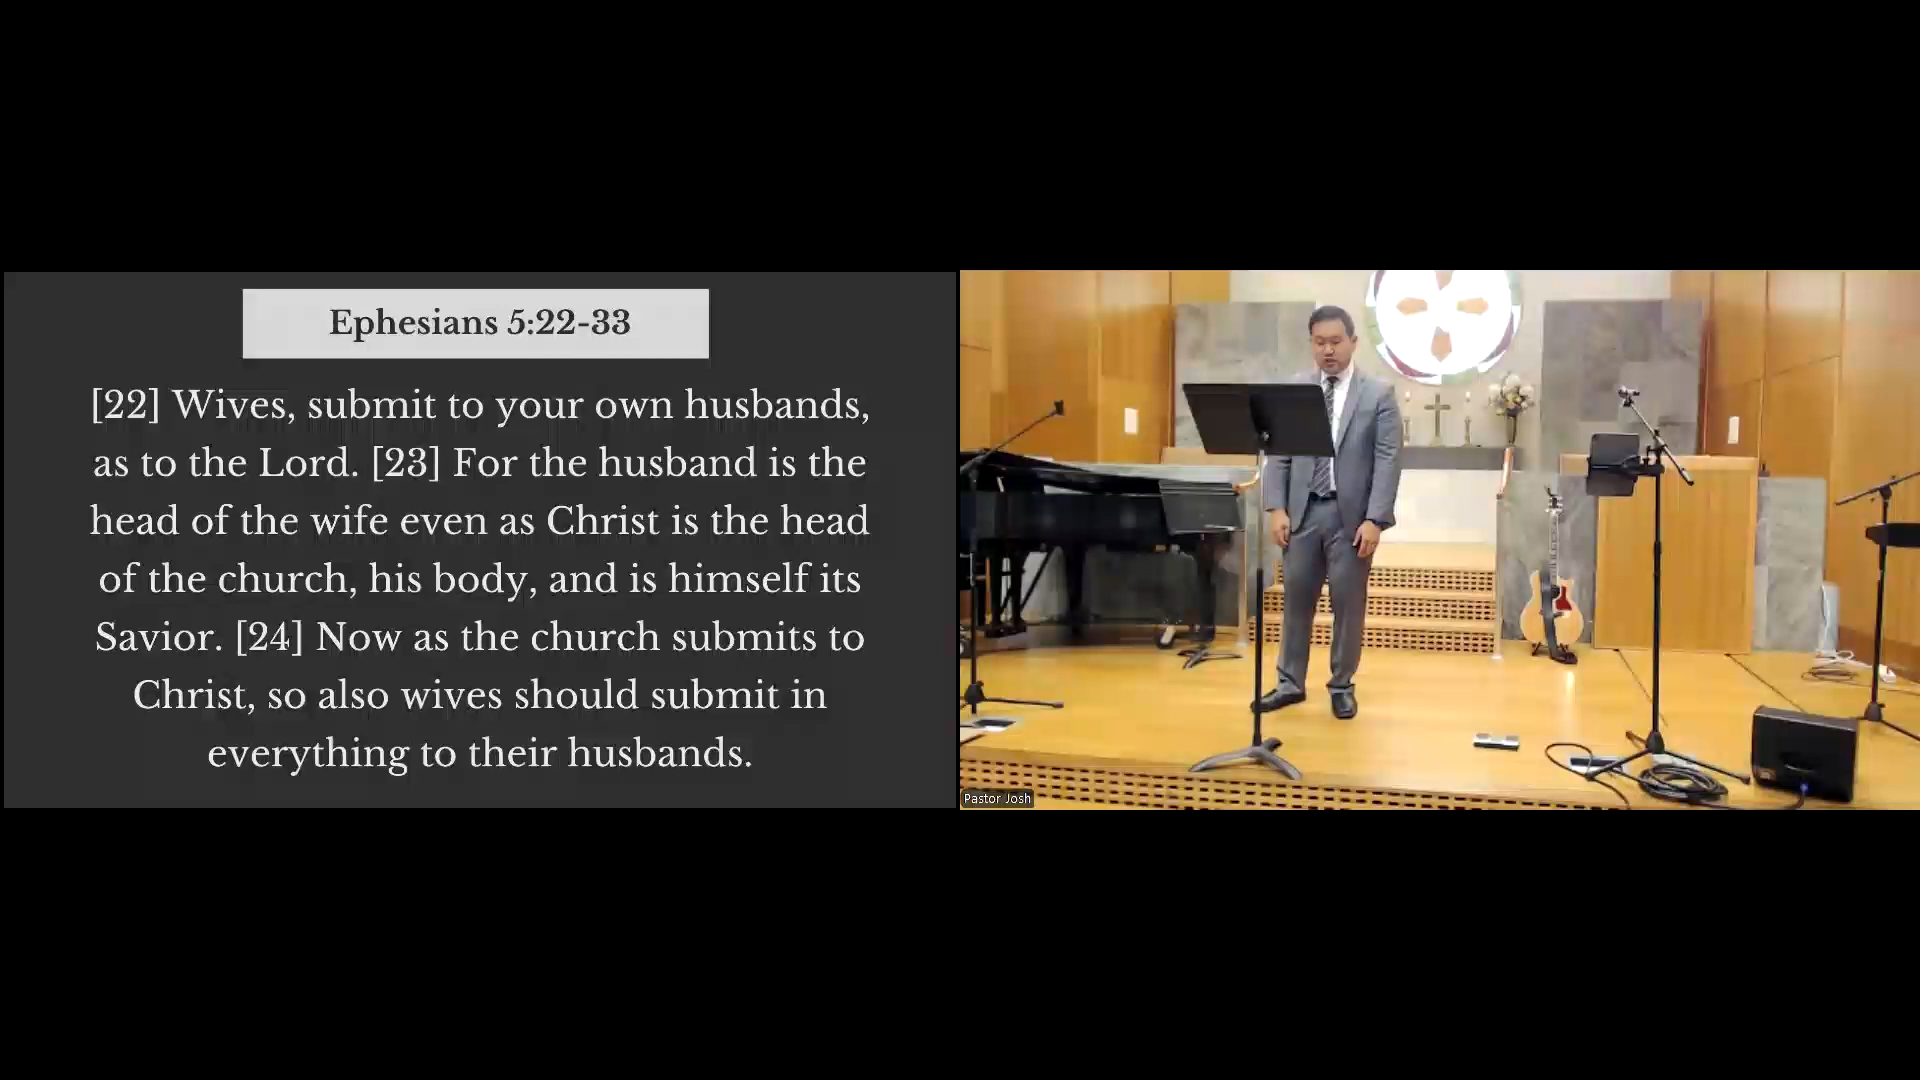 Ephesians 5:22-33
[22] Wives, submit to your own husbands,
as to the Lord. [23] For the husband is the
head of the wife even as Christ is the head
of the church, his body, and is himself its
Savior. [24] Now as the church submits to
Christ, so also wives should submit in
everything to their husbands.
Pastor Josh